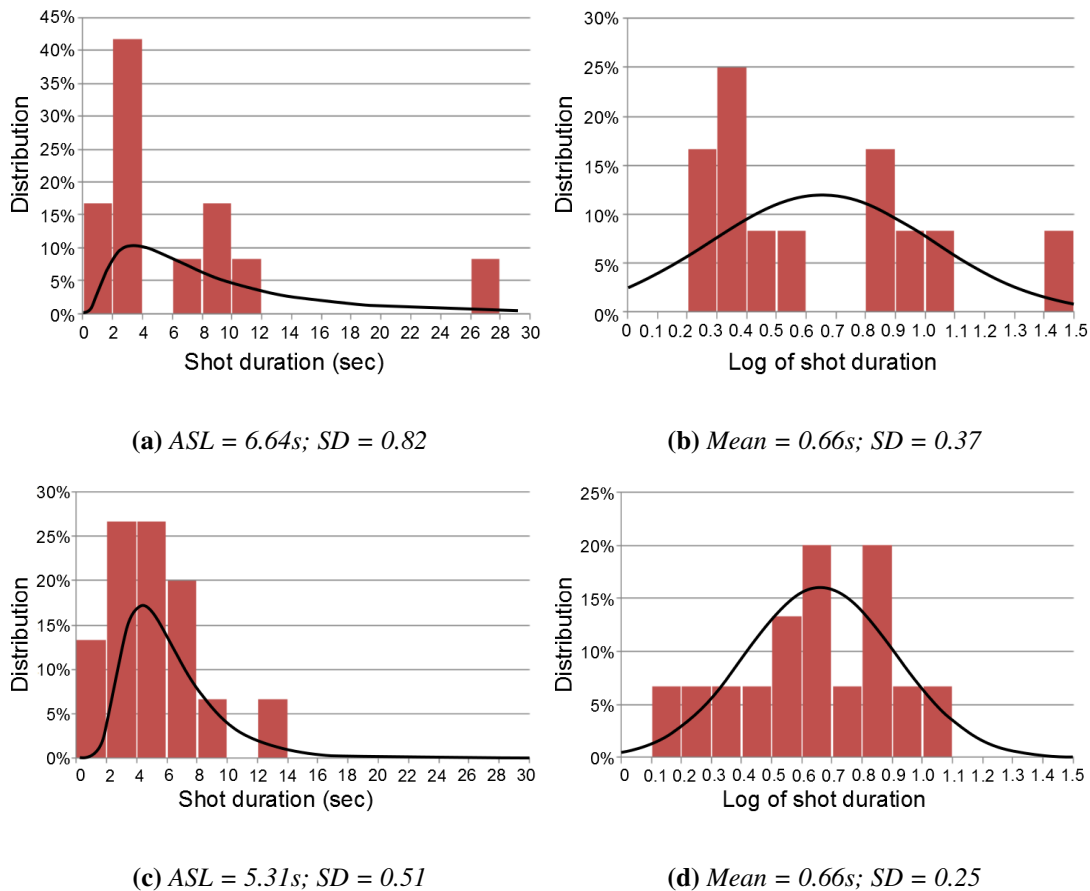 45%
40%
35%
30%
25%
20%
15%
10%
5%
0%
Distribution
0 2 4 6 8 10 12 14 16 18 20 22 24 26 28 30
Shot duration (sec)
(a) ASL = 6.64s; SD = 0.82
30%
25%
20%
15%
10%
5%
0%
Distribution
0 0.1 0.2 0.3 0.4 0.5 0.6 0.7 0.8 0.9 1.0 1.1 1.2 1.3 1.4 1.5
Log of shot duration
(b) Mean = 0.66s; SD = 0.37
30%
25%
20%
15%
10%
5%
0%
Distribution
0 2 4 6 8 10 12 14 16 18 20 22 24 26 28 30
Shot duration (sec)
(c) ASL = 5.31s; SD = 0.51
25%
20%
15%
10%
5%
0%
Distribution
0 0.1 0.2 0.3 0.4 0.5 0.6 0.7 0.8 0.9 1.0 1.1 1.2 1.3 1.4 1.5
Log of shot duration
(d) Mean = 0.66s; SD = 0.25